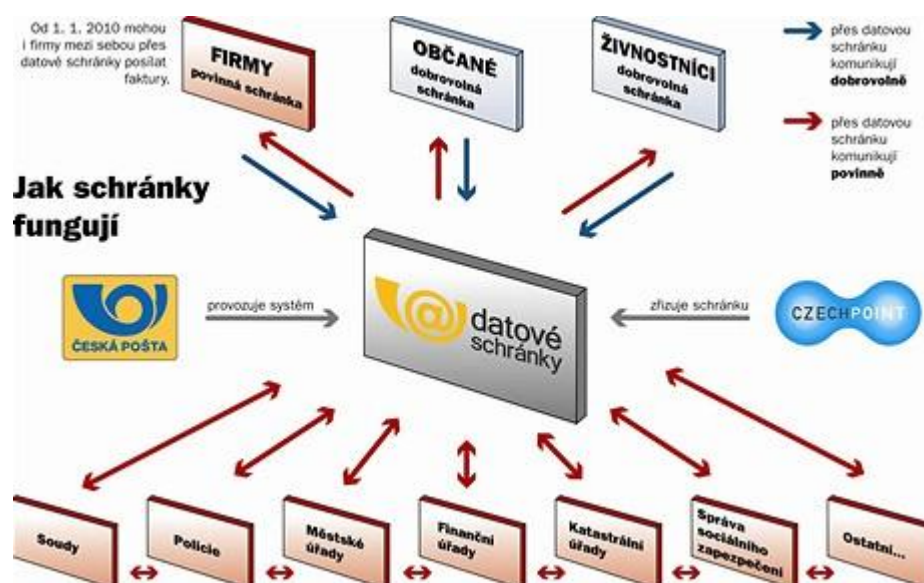 Od 1. 1. 2010 mohou
i firmy mezi sebou přes
datové schránky posílat
faktury.
FIRMY
povinná schránka
OBČANÉ
dobrovolná
schránka
ŽIVNOSTNÍCI
dobrovolná
schránka
přes datovou
schránku
komunikují
dobrovolně
přes datovou
schránku
komunikují
povinně
Jak schránky
fungují
ČESKÁ POŠTA
provozuje systém
@
datové
schránky
zřizuje schránku
CZECHPOINT
Soudy
Policie
Městské
úřady
Finanční
úřady
Katastrální
úřady
Správa
sociálního
zapezpečení
Ostatní...